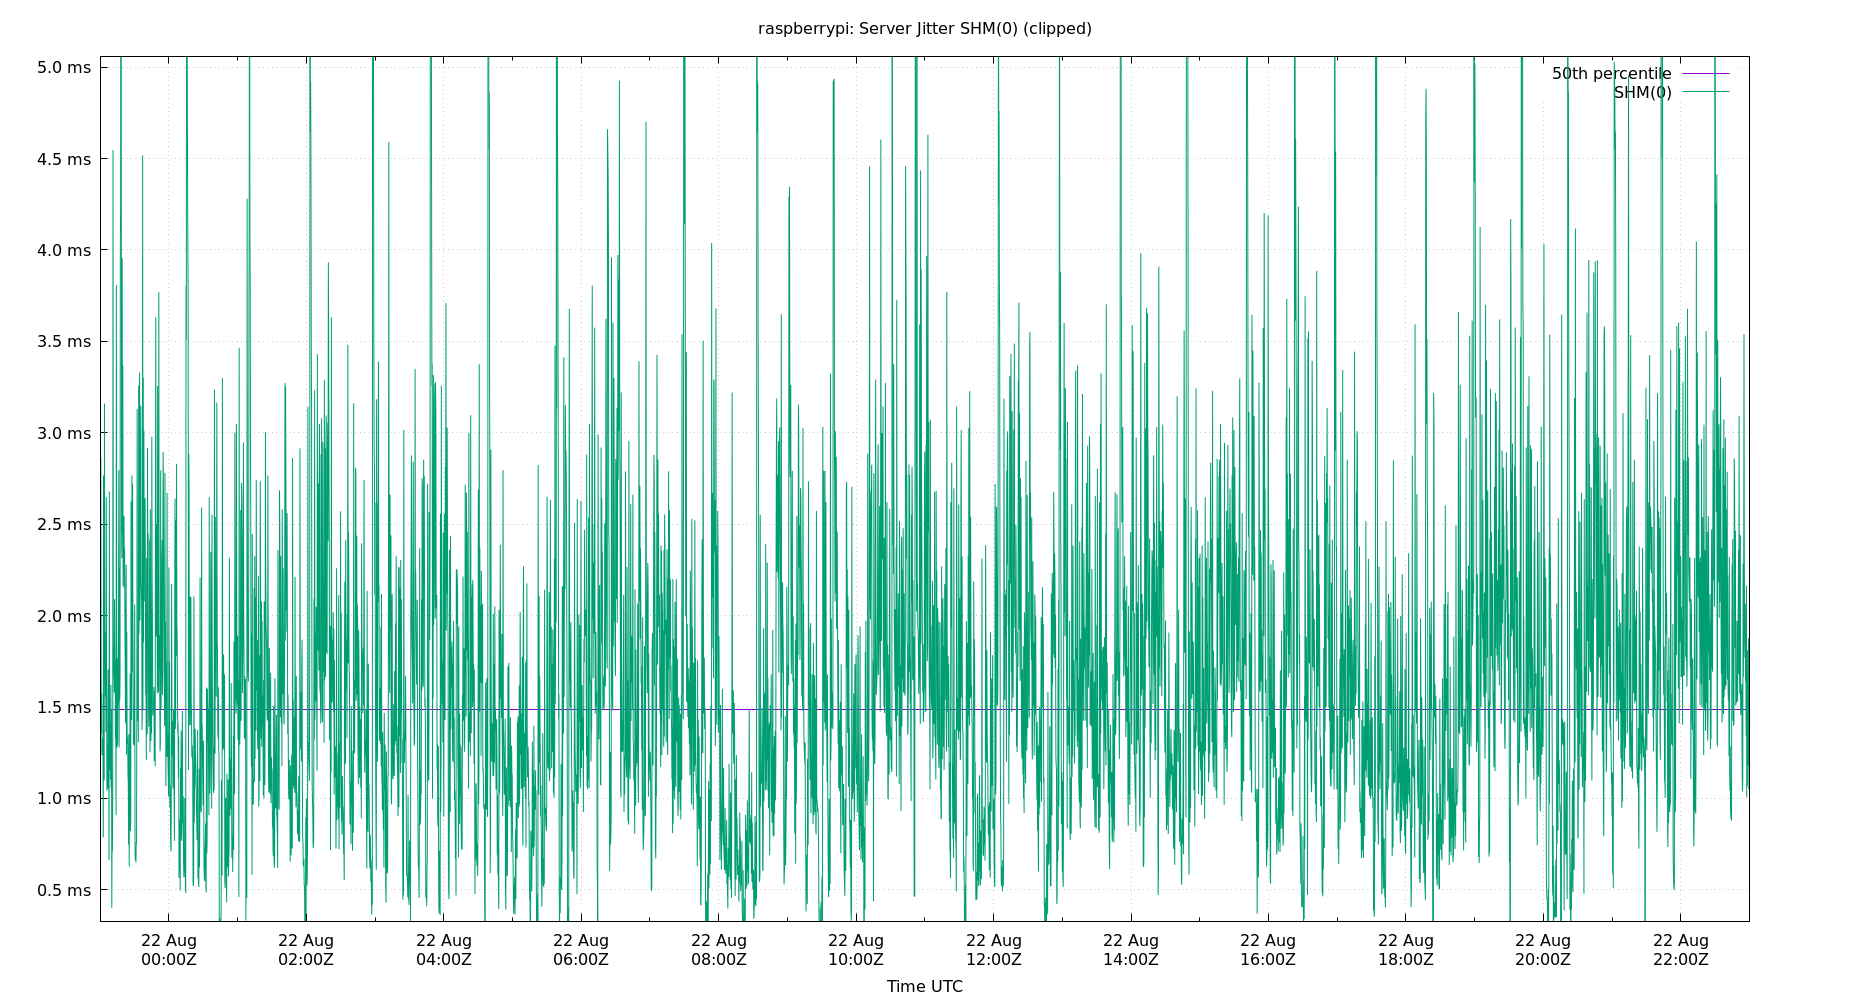 raspberrypi: Server Jitter SHM(0) (clipped)
50th percentile
SHM(0)
5.0 ms
4.5 ms
4.0 ms
3.5 ms
3.0 ms
2.5 ms
2.0 ms
1.5 ms
1.0 ms
0.5 ms
22 Aug 22 Aug 22 Aug 22 Aug 22 Aug 22 Aug 22 Aug 22 Aug 22 Aug 22 Aug 22 Aug 22 Aug
00:00Z 02:00Z 04:00Z 06:00Z 08:00Z 10:00Z 12:00Z 14:00Z 16:00Z 18:00Z 20:00Z 22:00Z
Time UTC